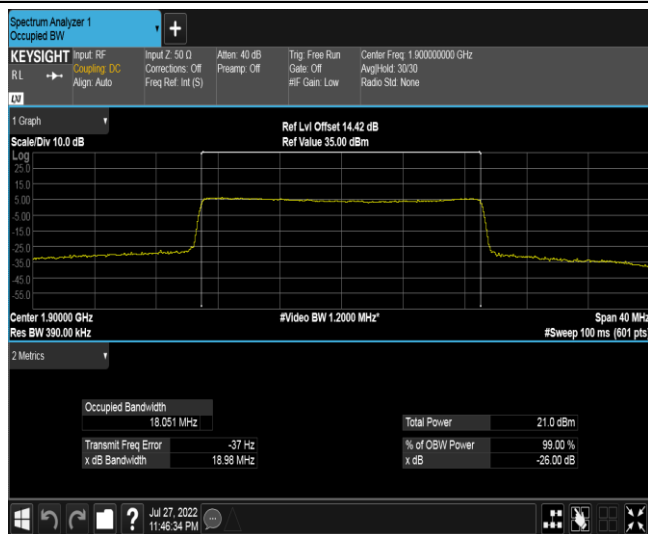 Spectrum Analyzer 1
Occupied BW
+
KEYSIGHT Input: RF Input Z: 50 Ω Atten: 40 dB Trig: Free Run Center Freq: 1.900000000 GHz
RL Coupling: DC Corrections: Off Preamp: Off Gate: Off Avg|Hold: 30/30
Align: Auto Freq Ref: Int (S) #IF Gain: Low Radio Std: None
LXI
1 Graph
Ref Lvl Offset 14.42 dB
Scale/Div 10.0 dB Ref Value 35.00 dBm
Log
25.0
15.0
5.00
-5.00
-15.0
-25.0
-35.0
-45.0
-55.0
Center 1.90000 GHz #Video BW 1.2000 MHz* Span 40 MHz
Res BW 390.00 kHz #Sweep 100 ms (601 pts)
2 Metrics
Occupied Bandwidth
18.051 MHz Total Power 21.0 dBm
Transmit Freq Error -37 Hz % of OBW Power 99.00 %
x dB Bandwidth 18.98 MHz x dB -26.00 dB
?
Jul 27, 2022
11:46:34 PM